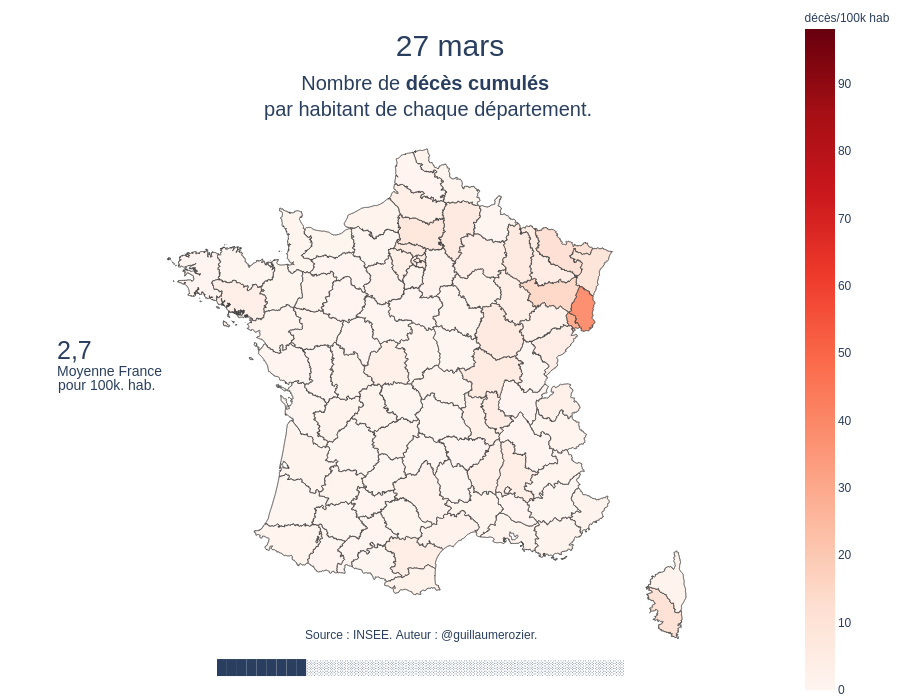 décès/100k hab
27 mars
Nombre de décès cumulés
par habitant de chaque département.
90
80
70
60
50
40
30
20
10
0
2,7
Moyenne France
pour 100k. hab.
Source : INSEE. Auteur : @guillaumerozier.